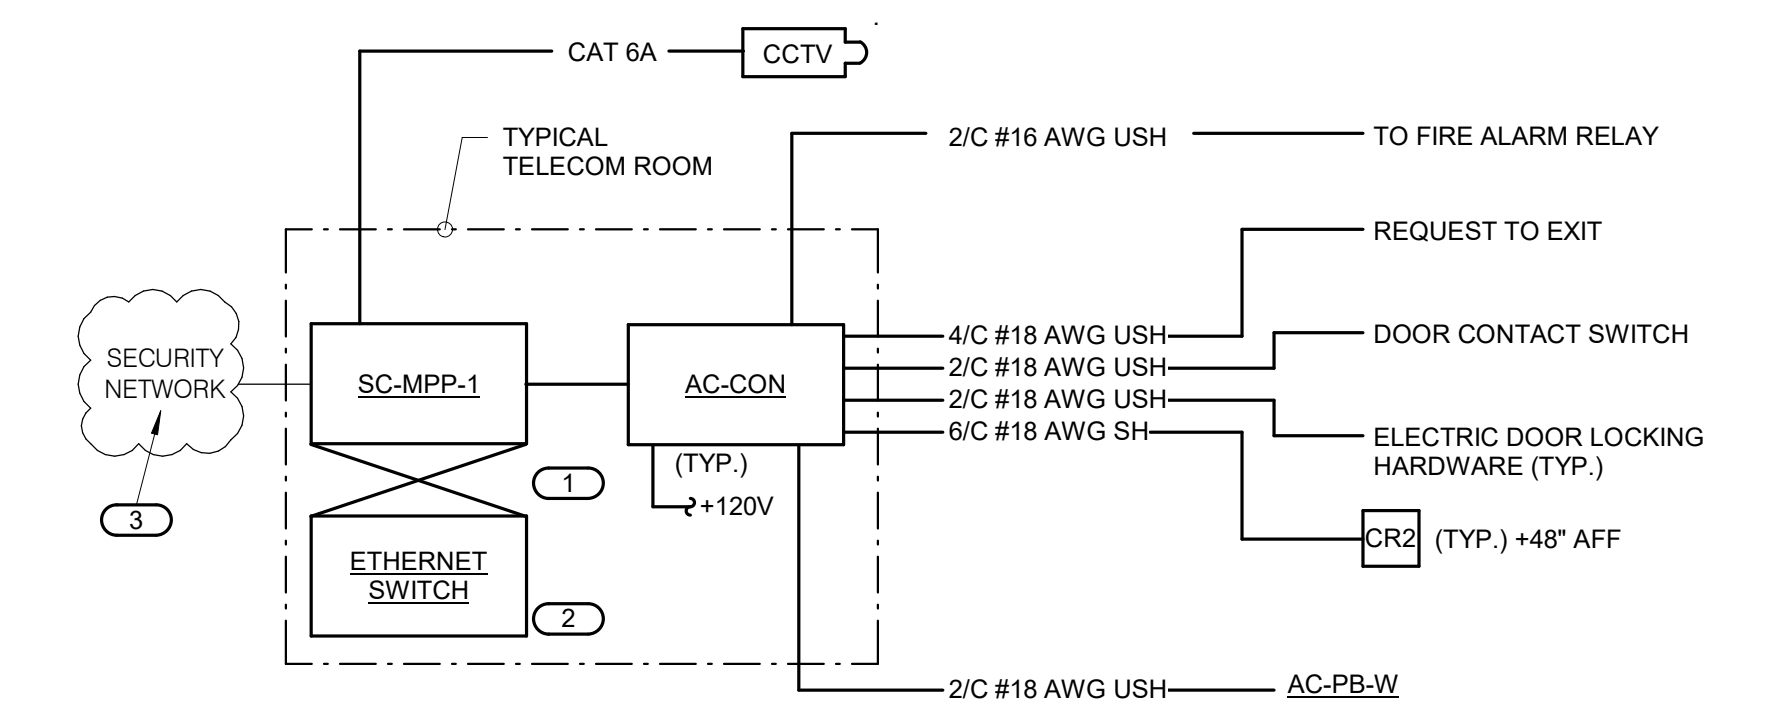 CAT 6A
CCTV
TYPICAL
TELECOM ROOM
2/C #16 AWG USH
TO FIRE ALARM RELAY
REQUEST TO EXIT
4/C #18 AWG USH
DOOR CONTACT SWITCH
2/C #18 AWG USH
2/C #18 AWG USH
6/C #18 AWG SH
ELECTRIC DOOR LOCKING
HARDWARE (TYP.)
SECURITY
NETWORK
SC-MPP-1
AC-CON
(TYP.)
+120V
1
3
CR2
(TYP.) +48" AFF
ETHERNET
SWITCH
2
2/C #18 AWG USH
AC-PB-W